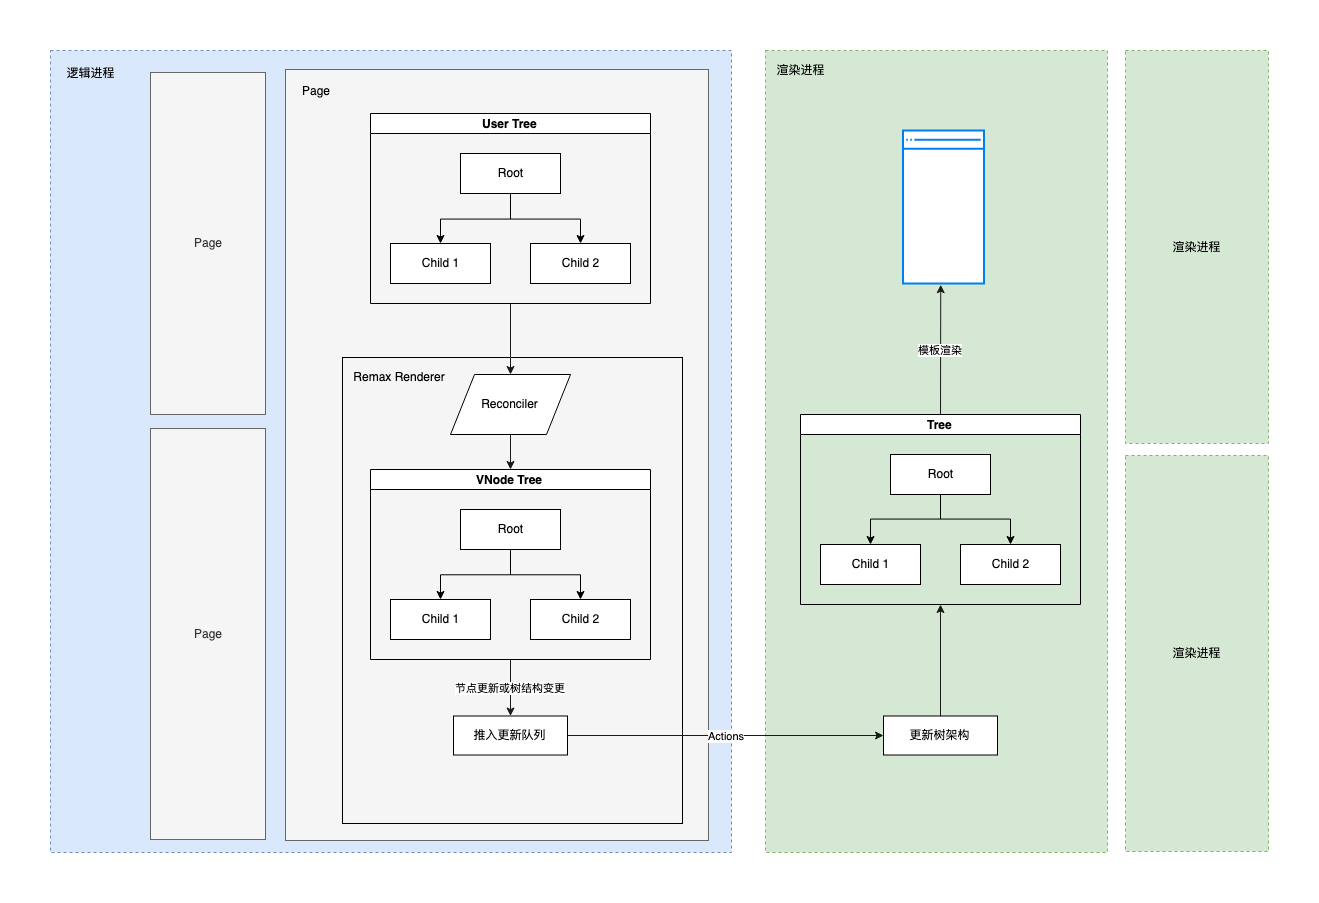 逻辑进程
Page
Page
Page
User Tree
Root
Child 1
Child 2
Remax Renderer
Reconciler
VNode Tree
Root
Child 1
Child 2
节点更新或树结构变更
推入更新队列
Actions
渲染进程
模板渲染
Tree
Root
Child 1
Child 2
更新树架构
渲染进程
渲染进程